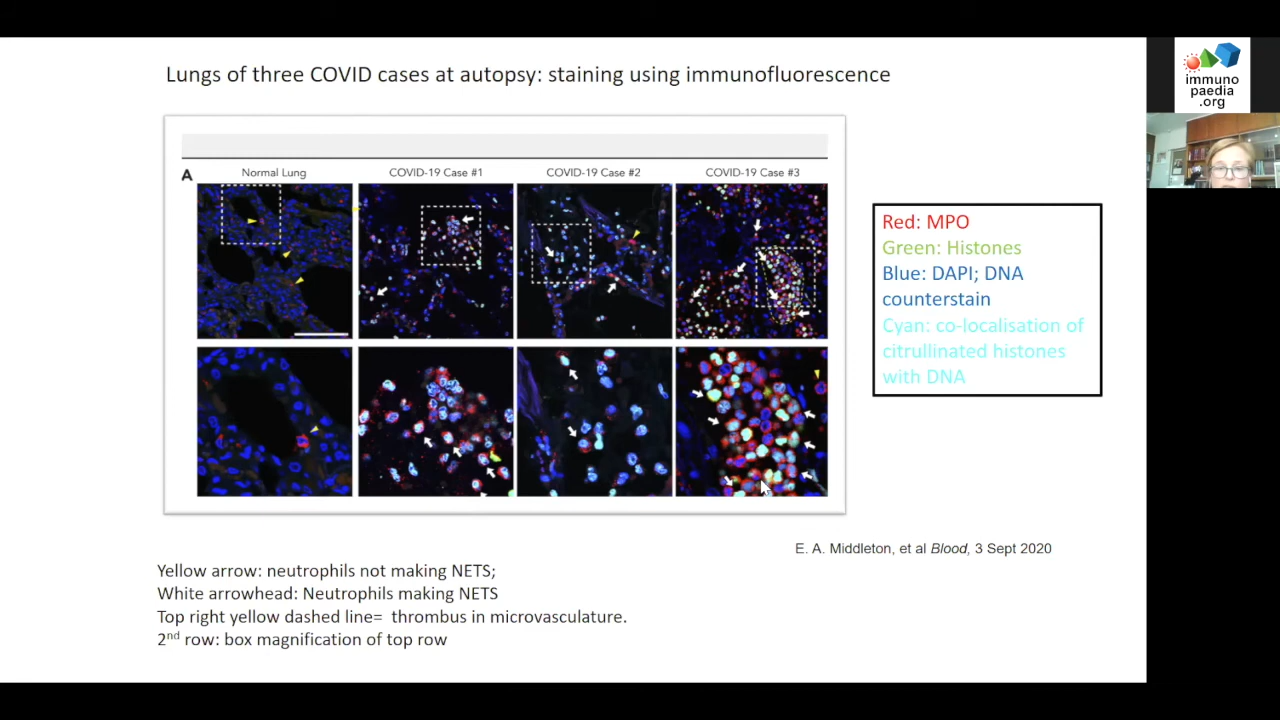 Lungs of three COVID cases at autopsy: staining using immunofluorescence
immuno
paedia
.org
A
Normal Lung
COVID-19 Case #1
COVID-19 Case #2
COVID-19 Case #3
Red: MPO
Green: Histones
Blue: DAPI; DNA
counterstain
Cyan: co-localisation of
citrullinated histones
with DNA
E. A. Middleton, et al Blood, 3 Sept 2020
Yellow arrow: neutrophils not making NETS;
White arrowhead: Neutrophils making NETS
Top right yellow dashed line= thrombus in microvasculature.
2nd row: box magnification of top row